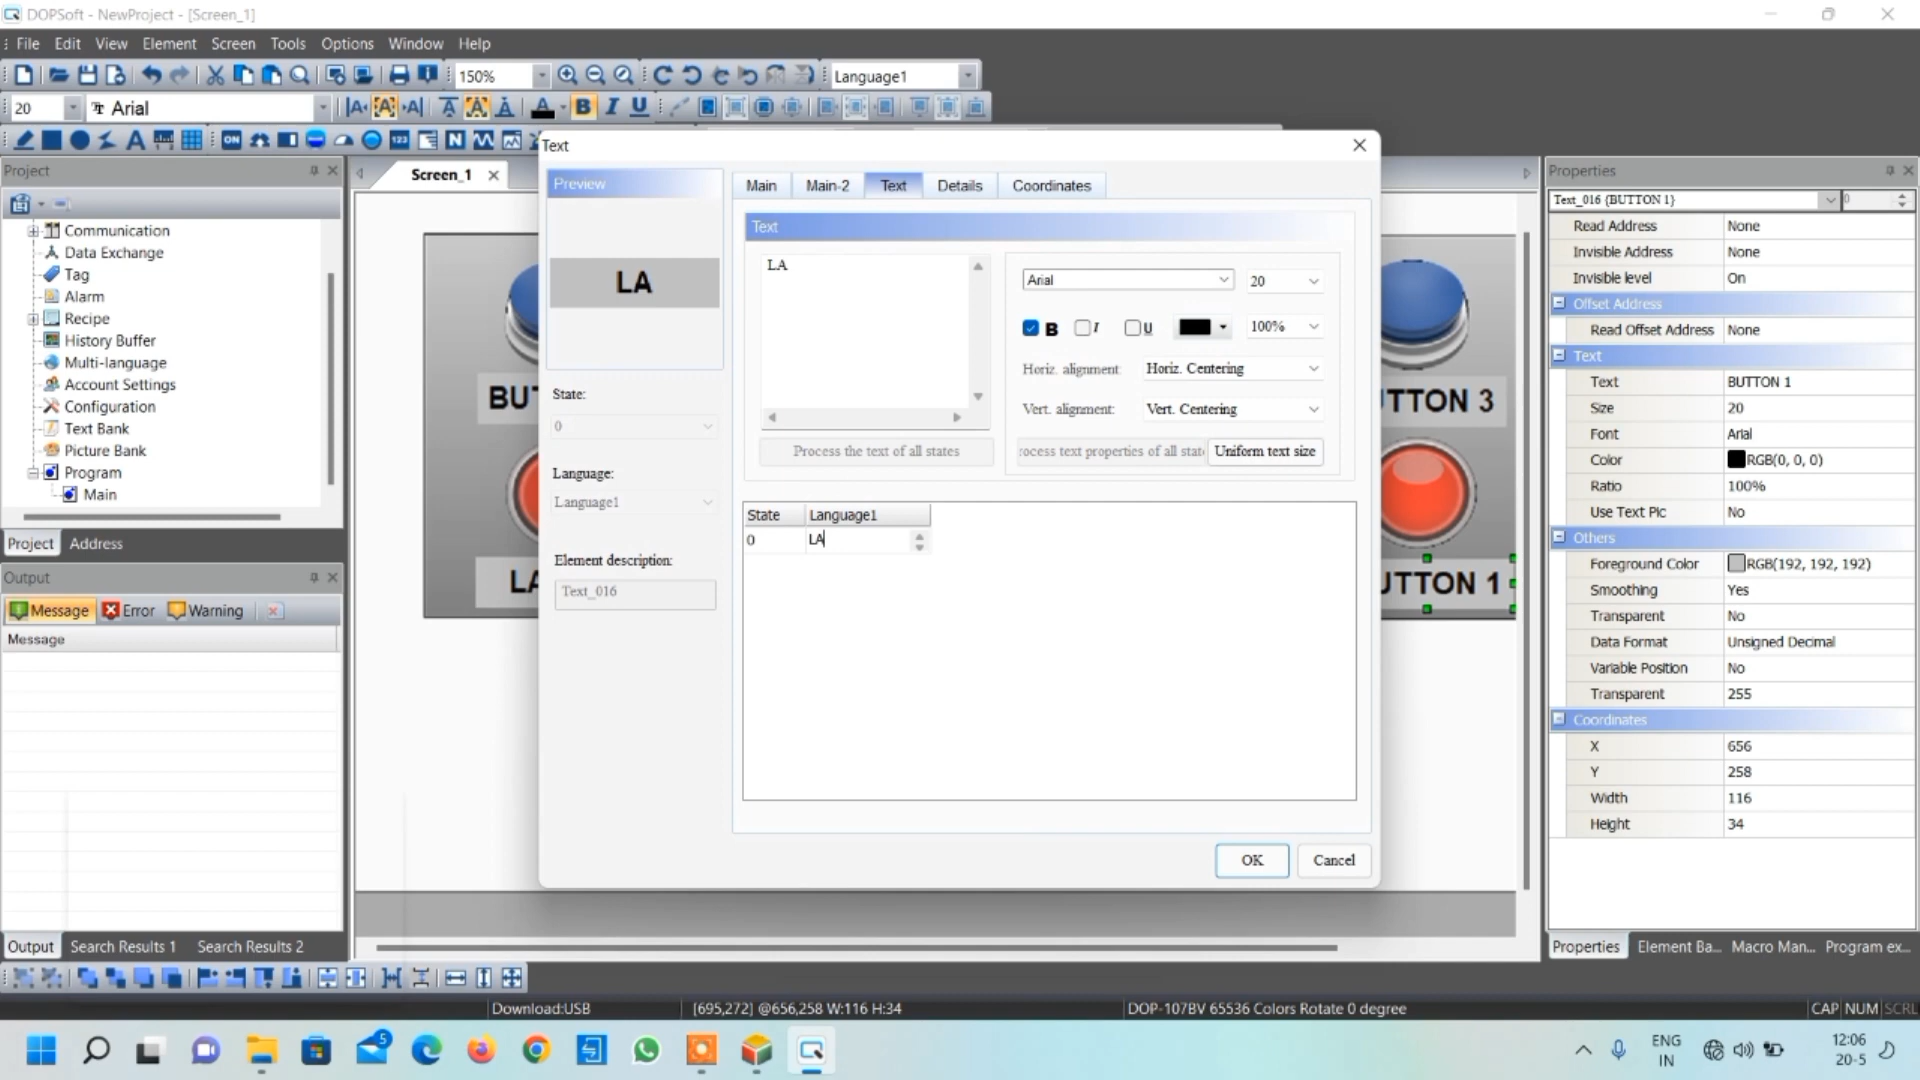 DOPSoft - NewProject - [Screen_1]
File Edit View Element Screen Tools Options Window Help
150% Language1
20 Arial
Project
Screen_1
Communication
Data Exchange
Tag
Alarm
Recipe
History Buffer
Multi-language
Account Settings
Configuration
Text Bank
Picture Bank
Program
Main
Project Address
Output
Message Error Warning
Message
Output Search Results 1 Search Results 2
BUT
LA
TTON 3
UTTON 1
Text
Preview
LA
State:
0
Language:
Language1
Element description:
Text_016
Main Main-2 Text Details Coordinates
Text
LA
Process the text of all states
Arial 20
B I U 100%
Horiz. alignment: Horiz. Centering
Vert. alignment: Vert. Centering
rocess text properties of all stat Uniform text size
State Language1
0 LA
OK Cancel
Properties
Text_016 {BUTTON 1} 0
Read Address None
Invisible Address None
Invisible level On
Offset Address
Read Offset Address None
Text
Text BUTTON 1
Size 20
Font Arial
Color RGB(0, 0, 0)
Ratio 100%
Use Text Pic No
Others
Foreground Color RGB(192, 192, 192)
Smoothing Yes
Transparent No
Data Format Unsigned Decimal
Variable Position No
Transparent 255
Coordinates
X 656
Y 258
Width 116
Height 34
Properties Element Ba... Macro Man... Program ex...
Download:USB [695,272] @656,258 W:116 H:34 DOP-107BV 65536 Colors Rotate 0 degree CAP NUM SCRL
5
ENG
IN
12:06
20-5